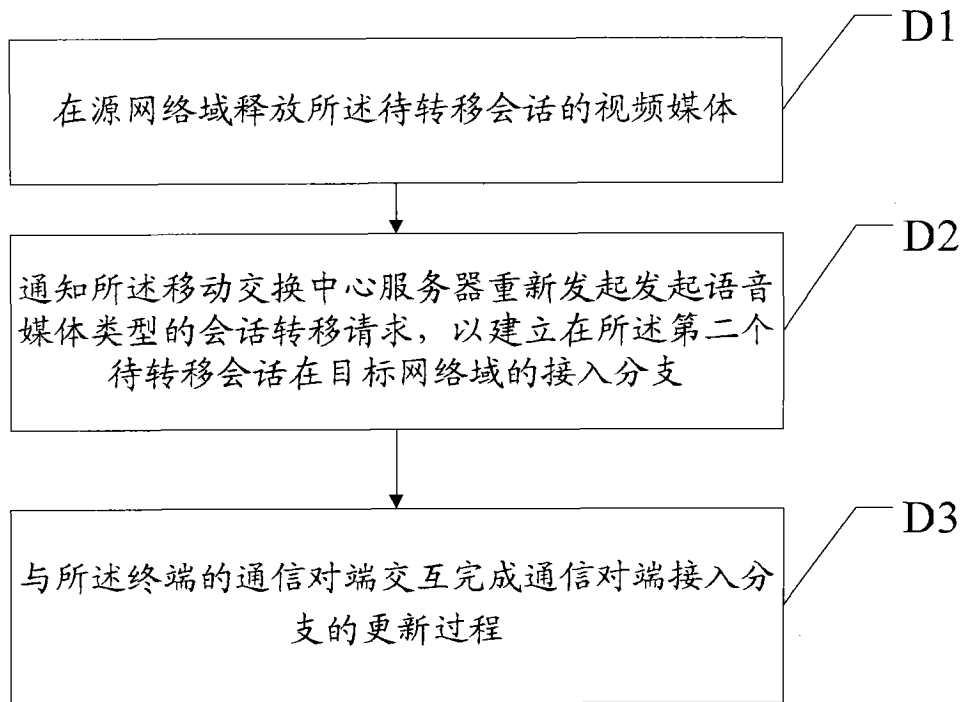 D1
在源网络域释放所述待转移会话的视频媒体
D2
通知所述移动交换中心服务器重新发起发起语音
媒体类型的会话转移请求，以建立在所述第二个
待转移会话在目标网络域的接入分支
D3
与所述终端的通信对端交互完成通信对端接入分
支的更新过程